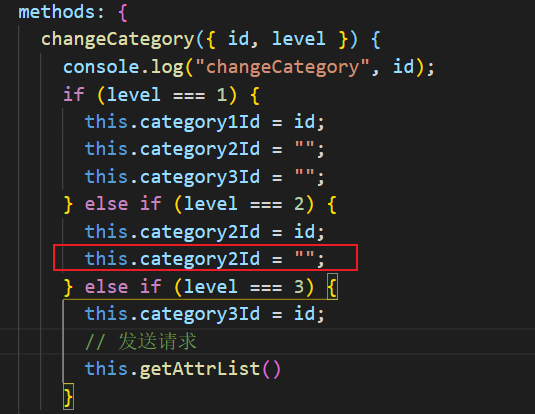 methods: {
changeCategory({ id, level }) {
console.log("changeCategory", id);
if (level === 1) {
this.category1Id = id;
this.category2Id = "";
this.category3Id = "";
} else if (level === 2) {
this.category2Id = id;
this.category2Id = "";
} else if (level === 3) {
this.category3Id = id;
// 发送请求
this.getAttrList()
}